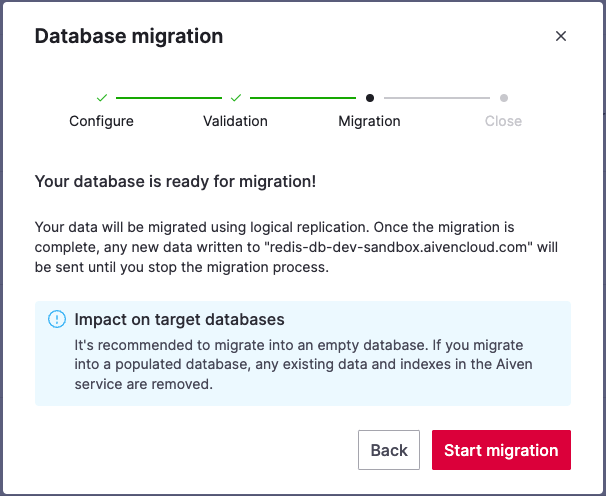 Database migration
Configure
Validation
Migration
Close
Your database is ready for migration!
Your data will be migrated using logical replication. Once the migration is
complete, any new data written to "redis-db-dev-sandbox.aivencloud.com" will
be sent until you stop the migration process.
Impact on target databases
It's recommended to migrate into an empty database. If you migrate
into a populated database, any existing data and indexes in the Aiven
service are removed.
Back
Start migration